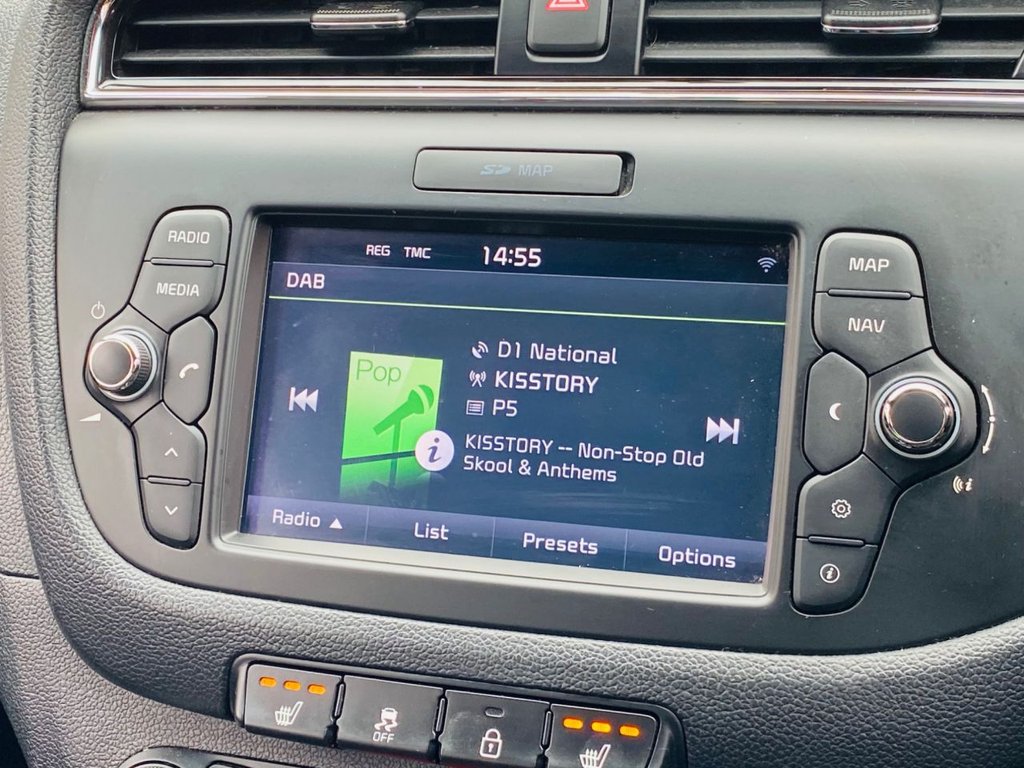 SD MAP
RADIO
MEDIA
REG TMC 14:55
DAB
Pop
D1 National
KISSTORY
P5
i
KISSTORY -- Non-Stop Old
Skool & Anthems
Radio ▲ List Presets Options
MAP
NAV
i
i
OFF